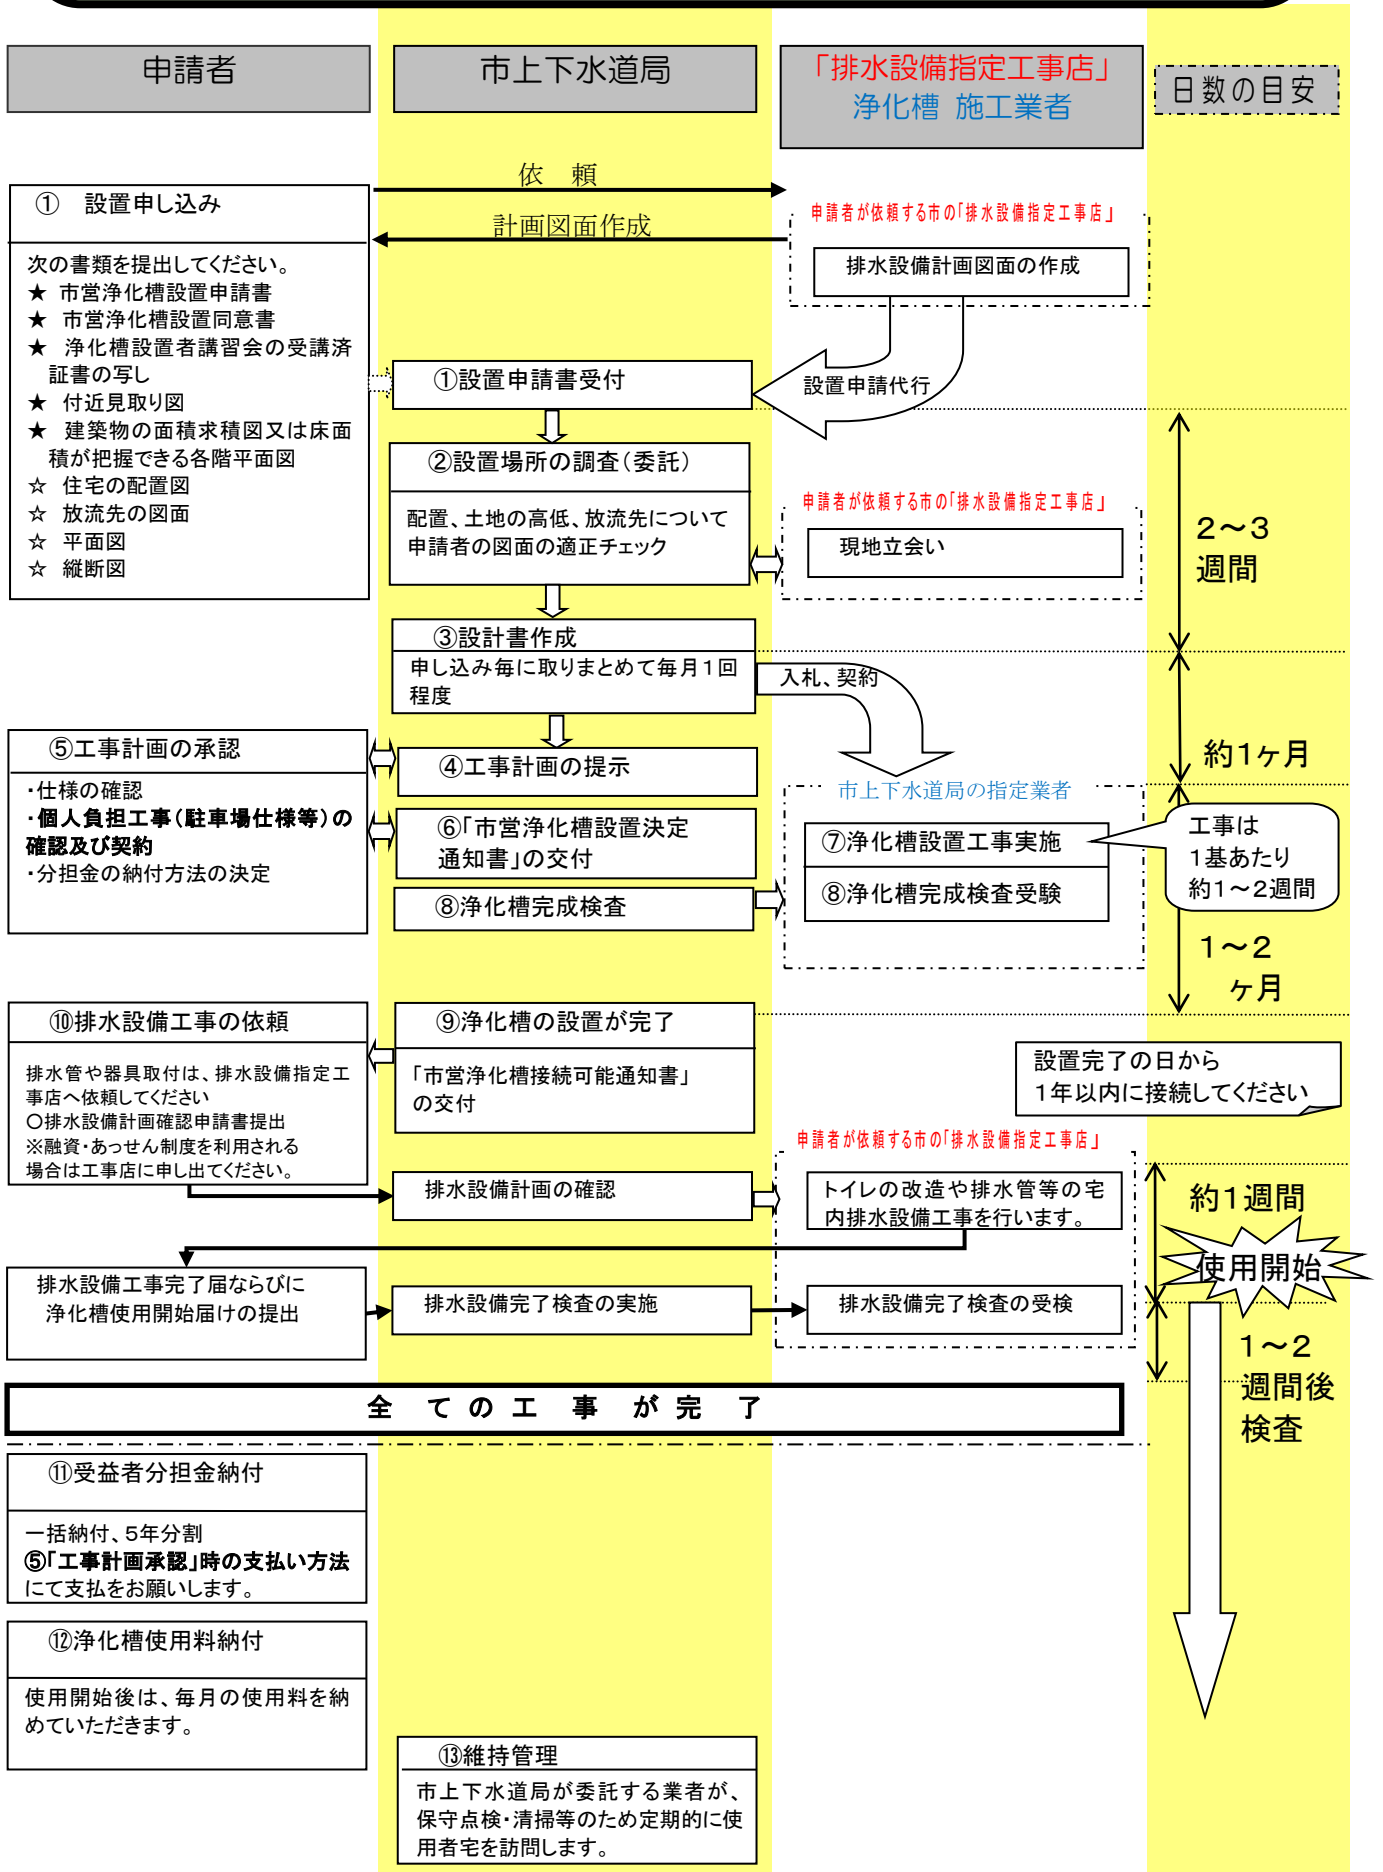 申請者
市上下水道局
「排水設備指定工事店」
浄化槽 施工業者
日数の目安
依 頼
計画図面作成
① 設置申し込み
次の書類を提出してください。
★ 市営浄化槽設置申請書
★ 市営浄化槽設置同意書
★ 浄化槽設置者講習会の受講済
証書の写し
★ 付近見取り図
★ 建築物の面積求積図又は床面
積が把握できる各階平面図
☆ 住宅の配置図
☆ 放流先の図面
☆ 平面図
☆ 縦断図
申請者が依頼する市の「排水設備指定工事店」
排水設備計画図面の作成
設置申請代行
①設置申請書受付
②設置場所の調査(委託)
配置、土地の高低、放流先について
申請者の図面の適正チェック
申請者が依頼する市の「排水設備指定工事店」
現地立会い
2~3
週間
③設計書作成
申し込み毎に取りまとめて毎月1回
程度
入札、契約
約1ヶ月
④工事計画の提示
⑤工事計画の承認
・仕様の確認
・個人負担工事(駐車場仕様等)の
確認及び契約
・分担金の納付方法の決定
⑥「市営浄化槽設置決定
通知書」の交付
⑧浄化槽完成検査
市上下水道局の指定業者
⑦浄化槽設置工事実施
⑧浄化槽完成検査受験
工事は
1基あたり
約1~2週間
1~2
ヶ月
⑨浄化槽の設置が完了
「市営浄化槽接続可能通知書」
の交付
⑩排水設備工事の依頼
排水管や器具取付は、排水設備指定工
事店へ依頼してください
○排水設備計画確認申請書提出
※融資・あっせん制度を利用される
場合は工事店に申し出てください。
設置完了の日から
1年以内に接続してください
申請者が依頼する市の「排水設備指定工事店」
排水設備計画の確認
トイレの改造や排水管等の宅
内排水設備工事を行います。
約1週間
使用開始
排水設備工事完了届ならびに
浄化槽使用開始届けの提出
排水設備完了検査の実施
排水設備完了検査の受検
1~2
週間後
検査
全 て の 工 事 が 完 了
⑪受益者分担金納付
一括納付、5年分割
⑤「工事計画承認」時の支払い方法
にて支払をお願いします。
⑫浄化槽使用料納付
使用開始後は、毎月の使用料を納
めていただきます。
⑬維持管理
市上下水道局が委託する業者が、
保守点検・清掃等のため定期的に使
用者宅を訪問します。